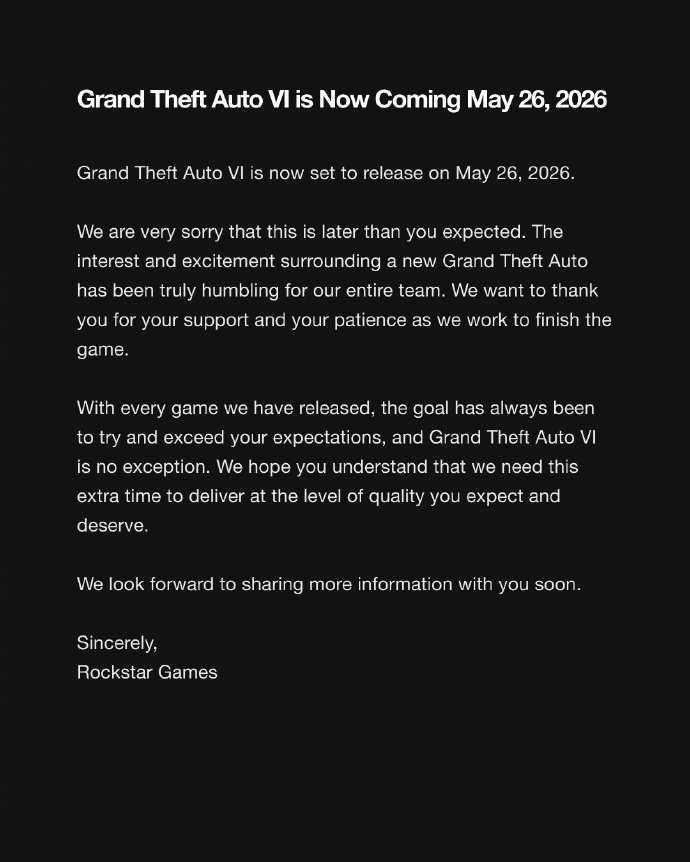 Grand Theft Auto VI is Now Coming May 26, 2026
Grand Theft Auto VI is now set to release on May 26, 2026.
We are very sorry that this is later than you expected. The
interest and excitement surrounding a new Grand Theft Auto
has been truly humbling for our entire team. We want to thank
you for your support and your patience as we work to finish the
game.
With every game we have released, the goal has always been
to try and exceed your expectations, and Grand Theft Auto VI
is no exception. We hope you understand that we need this
extra time to deliver at the level of quality you expect and
deserve.
We look forward to sharing more information with you soon.
Sincerely,
Rockstar Games